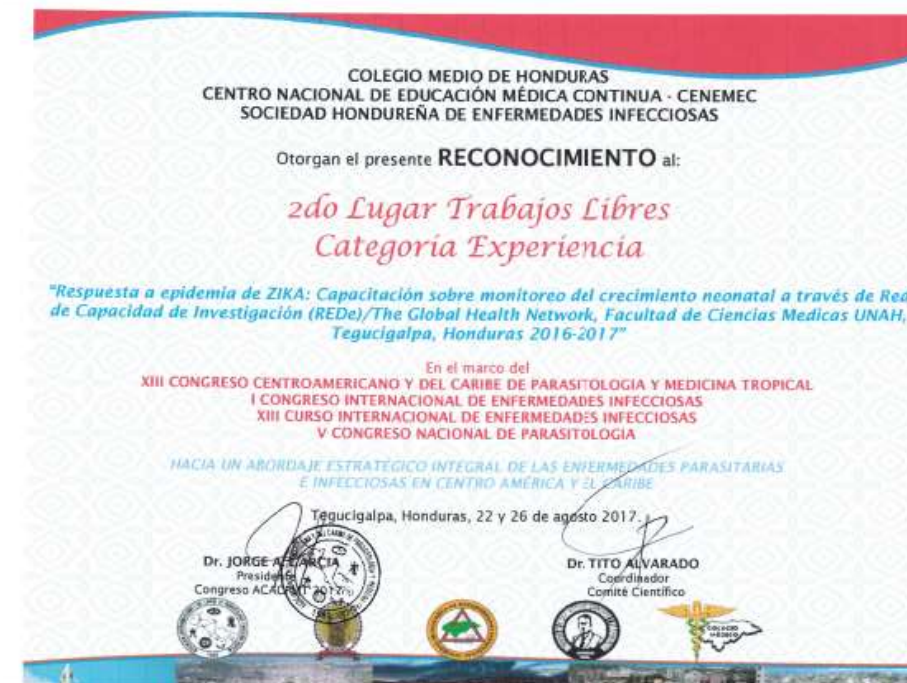 COLEGIO MEDIO DE HONDURAS
CENTRO NACIONAL DE EDUCACIÓN MÉDICA CONTINUA - CENEMEC
SOCIEDAD HONDUREÑA DE ENFERMEDADES INFECCIOSAS
Otorgan el presente RECONOCIMIENTO al:
2do Lugar Trabajos Libres
Categoría Experiencia
"Respuesta a epidemia de ZIKA: Capacitación sobre monitoreo del crecimiento neonatal a través de Red
de Capacidad de Investigación (REDe)/The Global Health Network, Facultad de Ciencias Medicas UNAH,
Tegucigalpa, Honduras 2016-2017"
En el marco del
XIII CONGRESO CENTROAMERICANO Y DEL CARIBE DE PARASITOLOGIA Y MEDICINA TROPICAL
I CONGRESO INTERNACIONAL DE ENFERMEDADES INFECCIOSAS
XIII CURSO INTERNACIONAL DE ENFERMEDADES INFECCIOSAS
V CONGRESO NACIONAL DE PARASITOLOGIA
HACIA UN ABORDAJE ESTRATÉGICO INTEGRAL DE LAS ENFERMEDADES PARASITARIAS
E INFECCIOSAS EN CENTRO AMÉRICA Y EL CARIBE
Tegucigalpa, Honduras, 22 y 26 de agosto 2017.
Dr. JORGE A. GARCIA
Presidente
Congreso 2017
Dr. TITO ALVARADO
Coordinador
Comité Científico
COLEGIO
MÉDICO